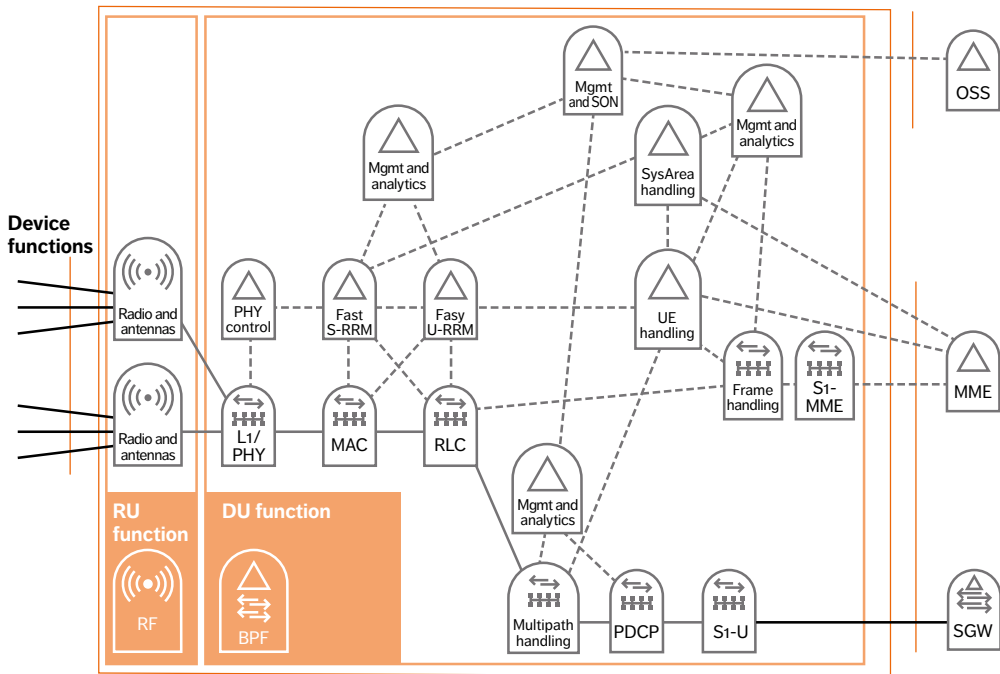 Mgmt
and SON
OSS
Mgmt and
analytics
Mgmt and
analytics
SysArea
handling
Device
functions
Radio and
antennas
PHY
control
Fast
S-RRM
Fasy
U-RRM
UE
handling
Radio and
antennas
L1/
PHY
MAC
RLC
Frame
handling
S1-
MME
MME
Mgmt and
analytics
RU
function
DU function
RF
BPF
Multipath
handling
PDCP
S1-U
SGW